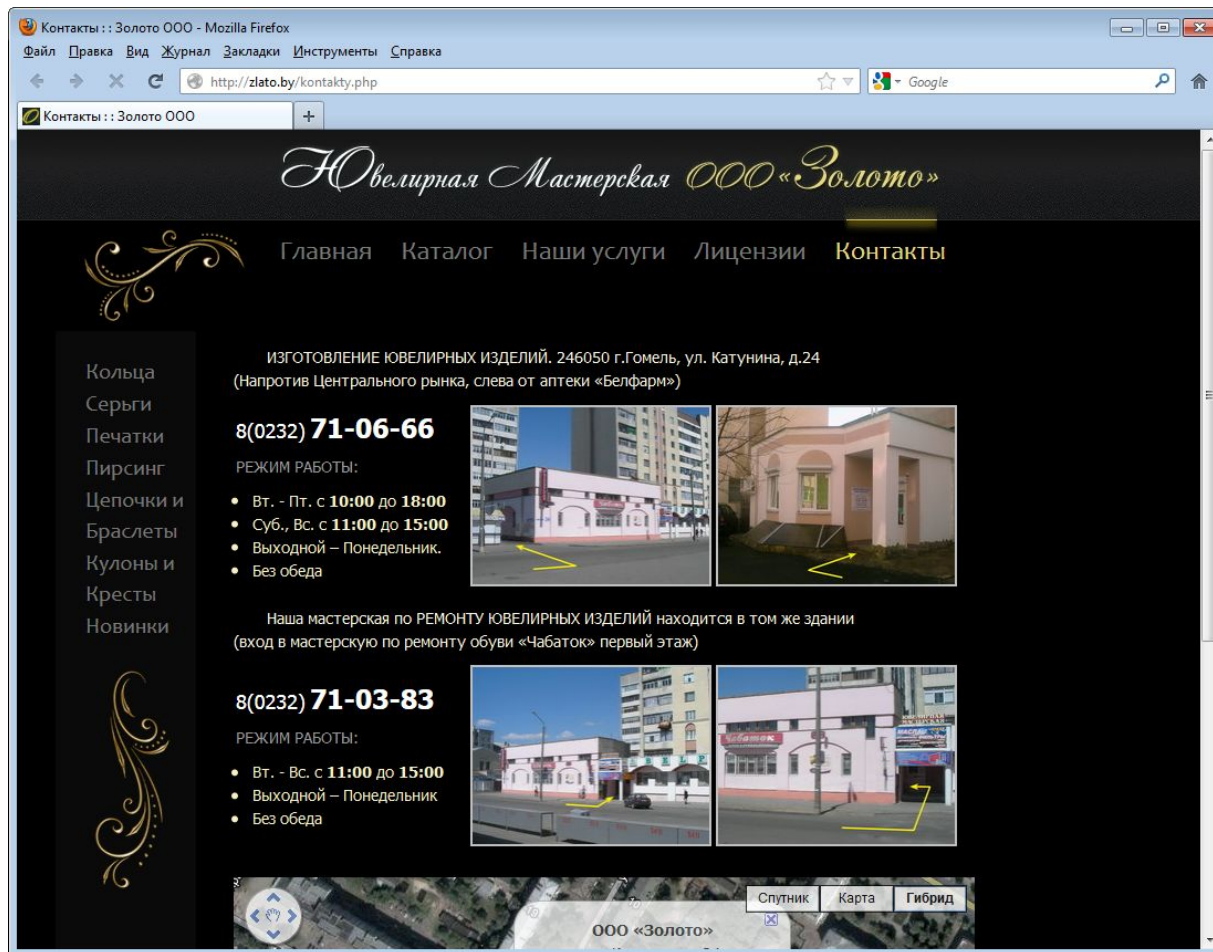 Контакты : : Золото ООО - Mozilla Firefox
Файл Правка Вид Журнал Закладки Инструменты Справка
http://zlato.by/kontakty.php
Google
Контакты : : Золото ООО
Ювелирная Мастерская ООО «Золото»
Главная Каталог Наши услуги Лицензии Контакты
Кольца
Серьги
Печатки
Пирсинг
Цепочки и
Браслеты
Кулоны и
Кресты
Новинки
ИЗГОТОВЛЕНИЕ ЮВЕЛИРНЫХ ИЗДЕЛИЙ. 246050 г.Гомель, ул. Катунина, д.24
(Напротив Центрального рынка, слева от аптеки «Белфарм»)
8(0232) 71-06-66
РЕЖИМ РАБОТЫ:
Вт. - Пт. с 10:00 до 18:00
Суб., Вс. с 11:00 до 15:00
Выходной – Понедельник.
Без обеда
Наша мастерская по РЕМОНТУ ЮВЕЛИРНЫХ ИЗДЕЛИЙ находится в том же здании
(вход в мастерскую по ремонту обуви «Чабаток» первый этаж)
8(0232) 71-03-83
РЕЖИМ РАБОТЫ:
Вт. - Вс. с 11:00 до 15:00
Выходной – Понедельник
Без обеда
Чабаток
Спутник Карта Гибрид
ООО «Золото»